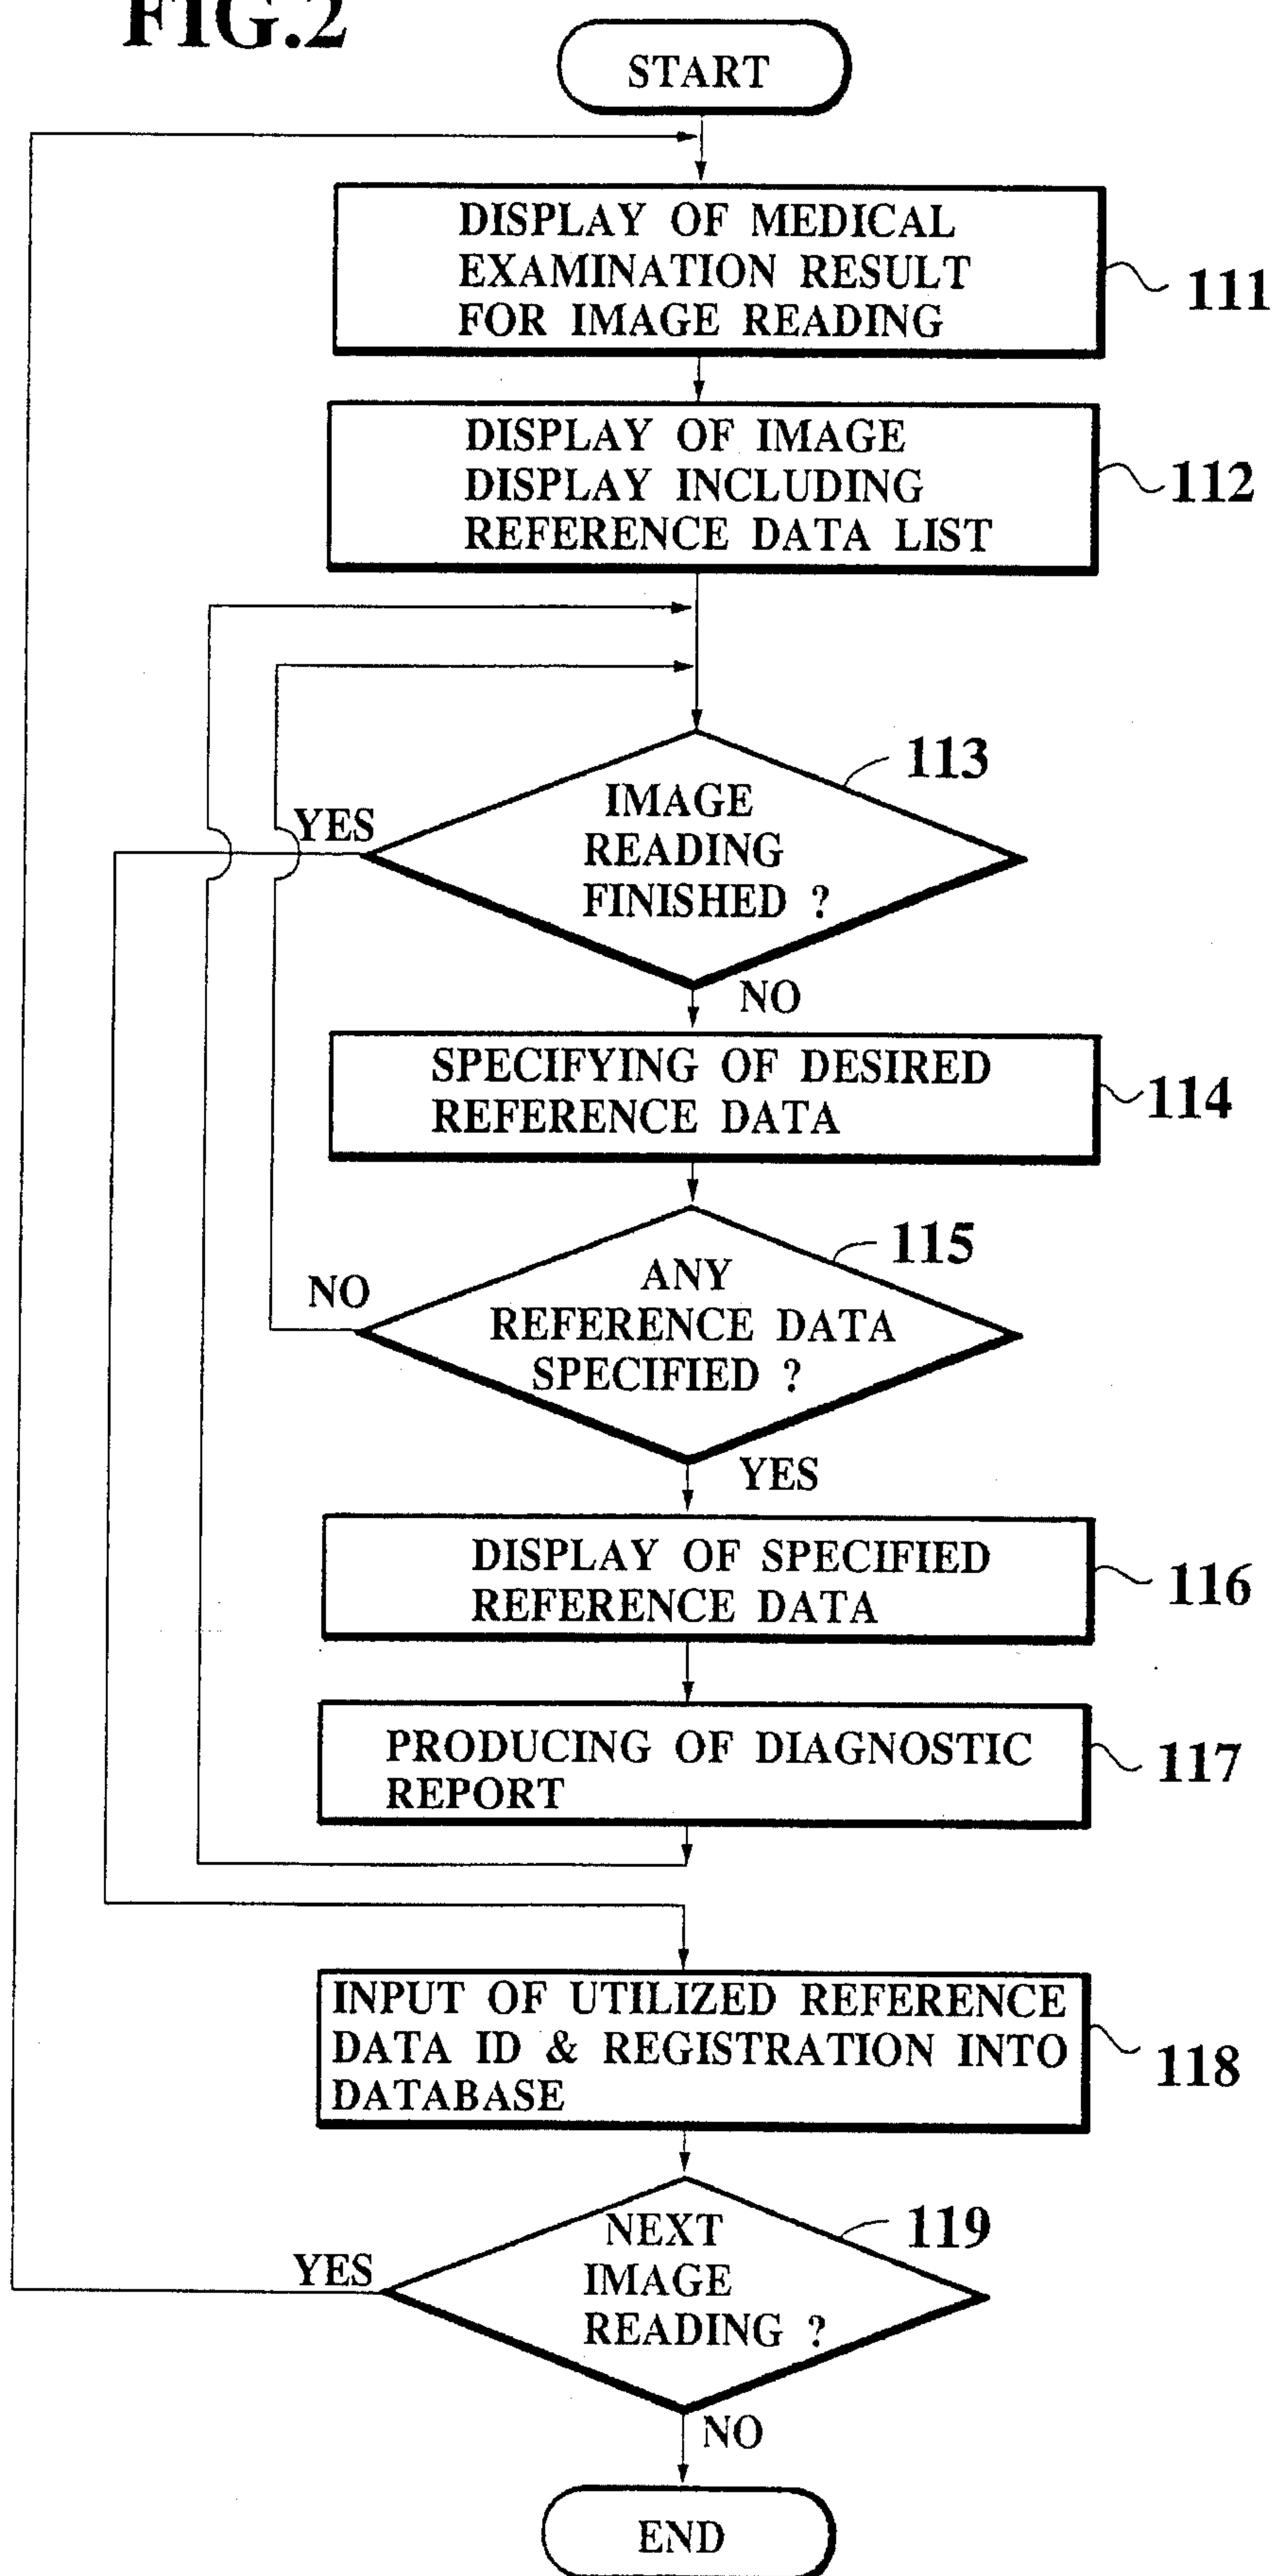 FIG.2
START
DISPLAY OF MEDICAL
EXAMINATION RESULT
FOR IMAGE READING
111
DISPLAY OF IMAGE
DISPLAY INCLUDING
REFERENCE DATA LIST
112
113
YES
IMAGE
READING
FINISHED ?
NO
SPECIFYING OF DESIRED
REFERENCE DATA
114
115
NO
ANY
REFERENCE DATA
SPECIFIED ?
YES
DISPLAY OF SPECIFIED
REFERENCE DATA
116
PRODUCING OF DIAGNOSTIC
REPORT
117
INPUT OF UTILIZED REFERENCE
DATA ID & REGISTRATION INTO
DATABASE
118
119
YES
NEXT
IMAGE
READING ?
NO
END